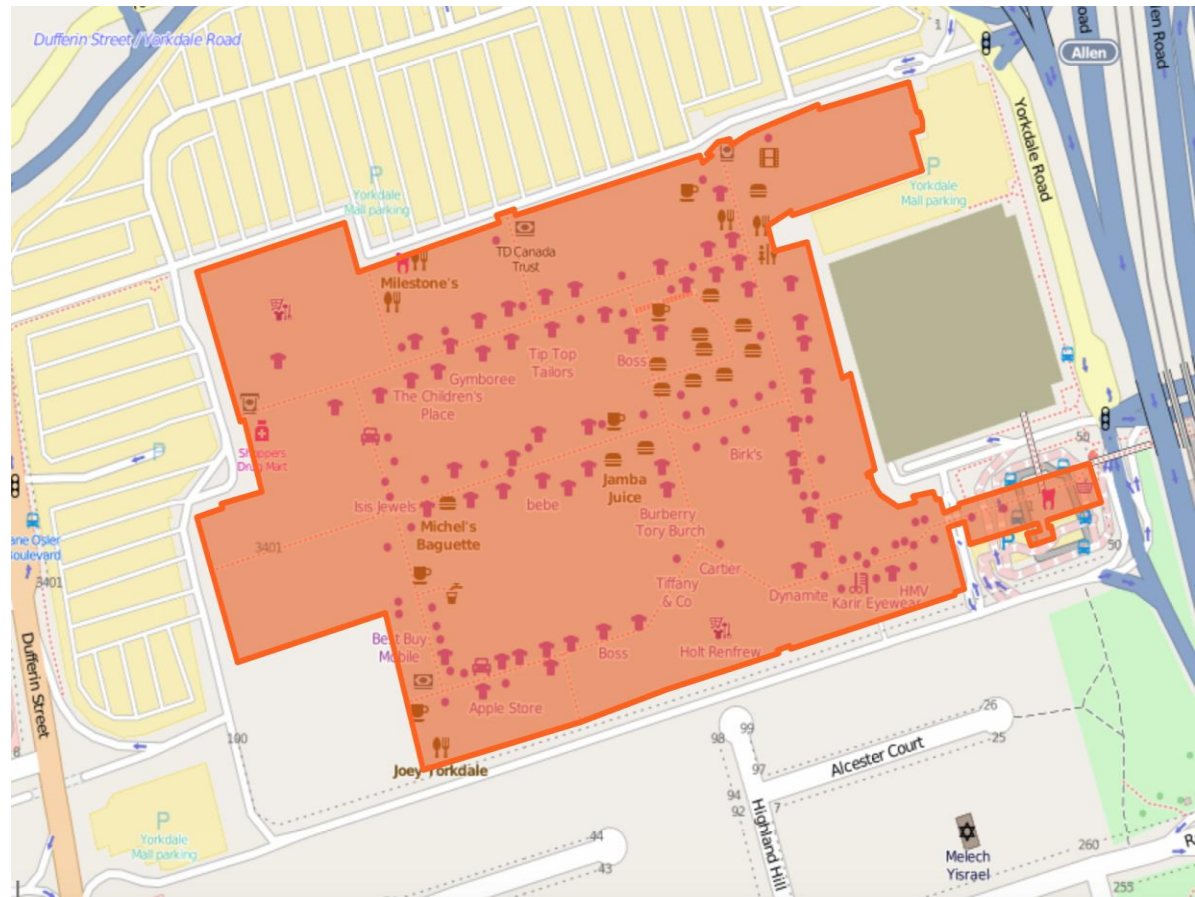 Dufferin Street / Yorkdale Road
1
Road
Allen
Allen Road
Yorkdale Road
P
Yorkdale
Mall parking
P
Yorkdale
Mall parking
TD Canada
Trust
Milestone's
Tip Top
Tailors
Boss
Gymboree
The Children's
Place
Shoppers
Drug Mart
P
Birk's
50
Jamba
Juice
bebe
Isis Jewels
Burberry
Tory Burch
Michel's
Baguette
3401
Cartier
P
50
Tiffany
& Co
Dynamite
HMV
Karir Eyewear
3401
Best Buy
Mobile
Boss
Holt Renfrew
Apple Store
Dufferin Street
100
Joey Yorkdale
98
99
97
94
92
7
26
25
Alcester Court
Highland Hill
P
Yorkdale
Mall parking
44
43
Melech
Yisrael
260
255